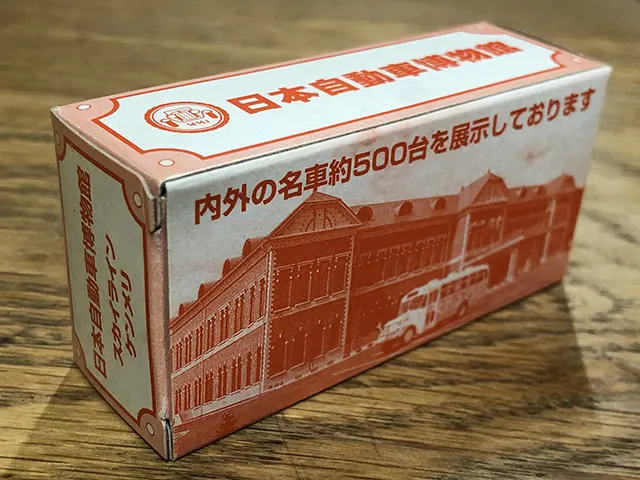 日本自動車博物館
内外の名車約500台を展示しております
日本自動車博物館
スカイライン
ケンメリ